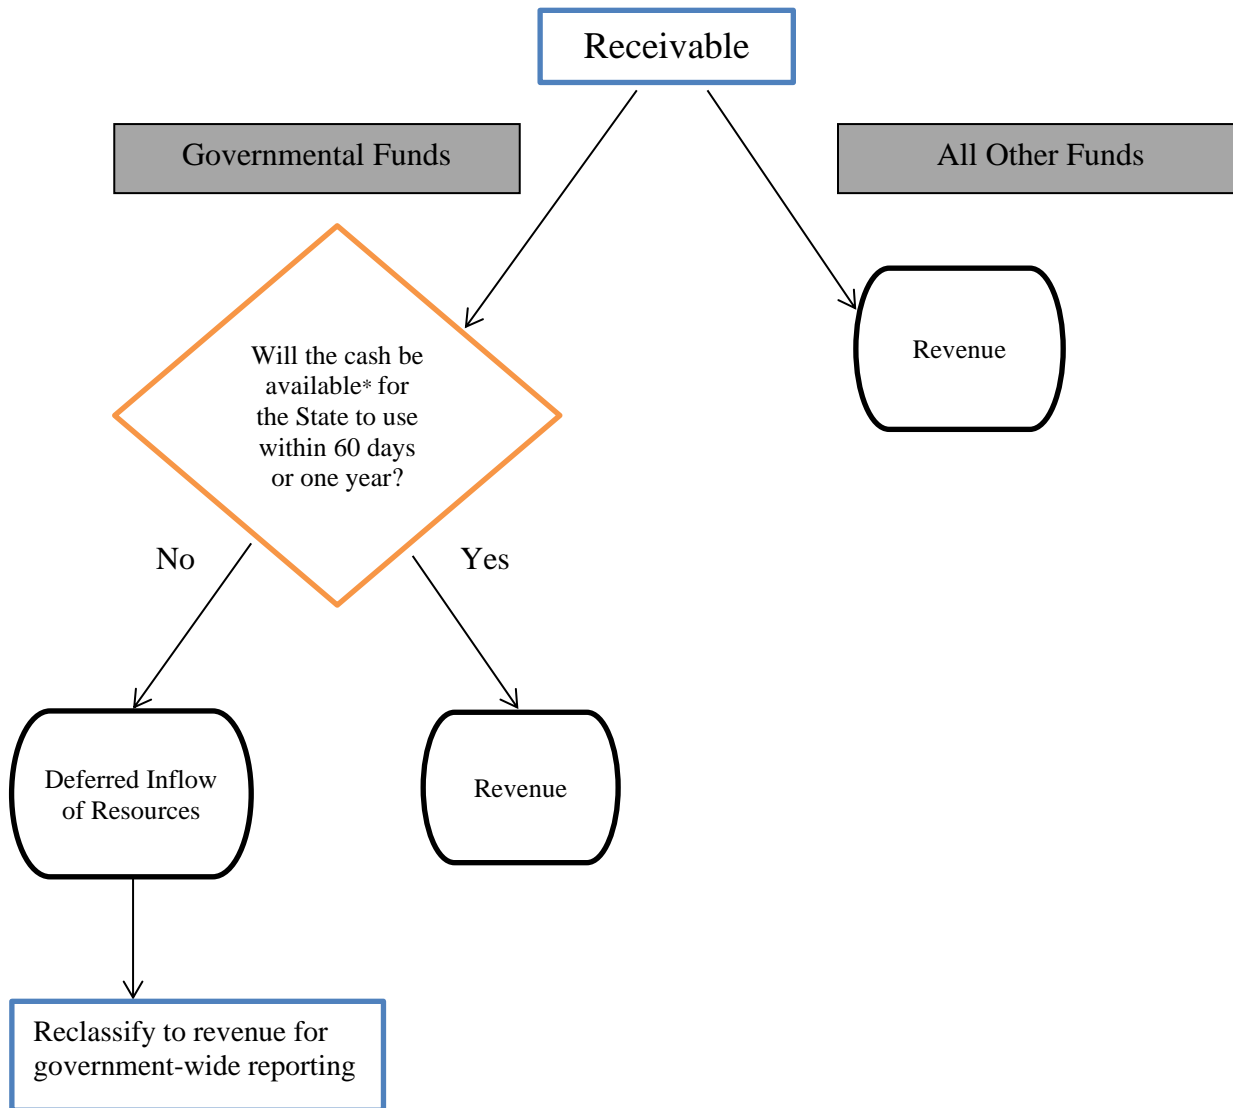 Receivable
Governmental Funds
All Other Funds
Will the cash be
available* for
the State to use
within 60 days
or one year?
Revenue
No
Yes
Deferred Inflow
of Resources
Revenue
Reclassify to revenue for
government-wide reporting